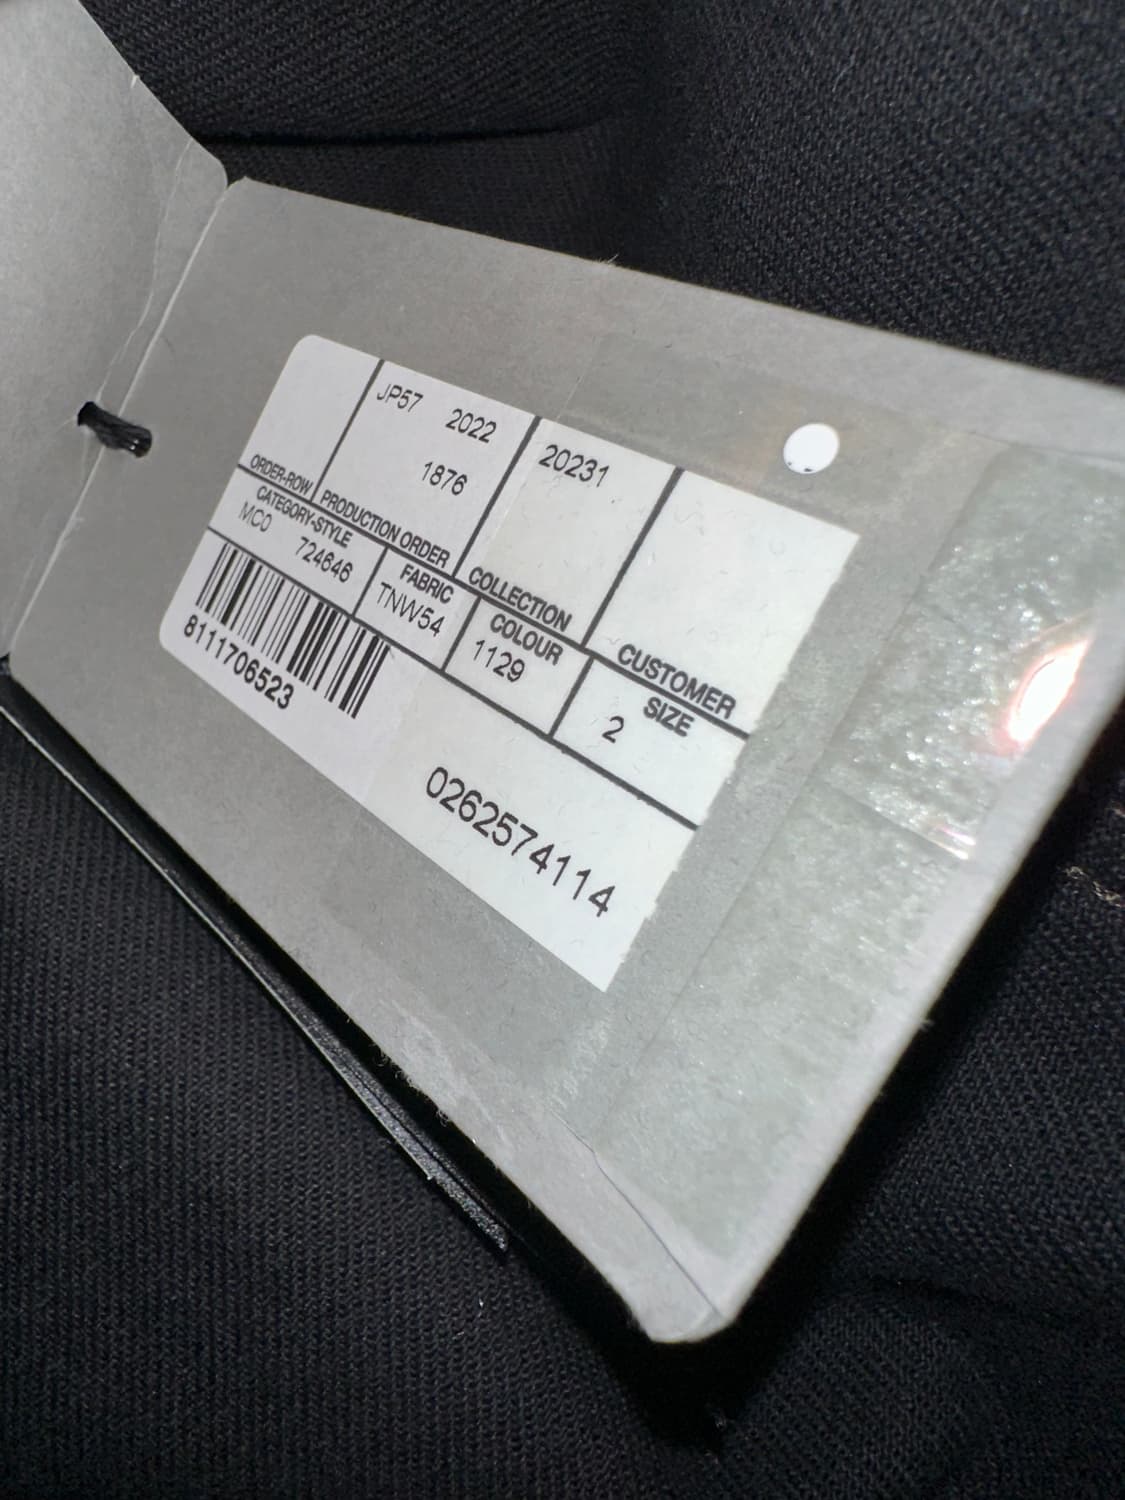 JP57 2022 20231
1876
ORDER-ROW PRODUCTION ORDER COLLECTION CUSTOMER
CATEGORY-STYLE FABRIC COLOUR SIZE
MC0 724646 TNW54 1129 2
8111706523
0262574114